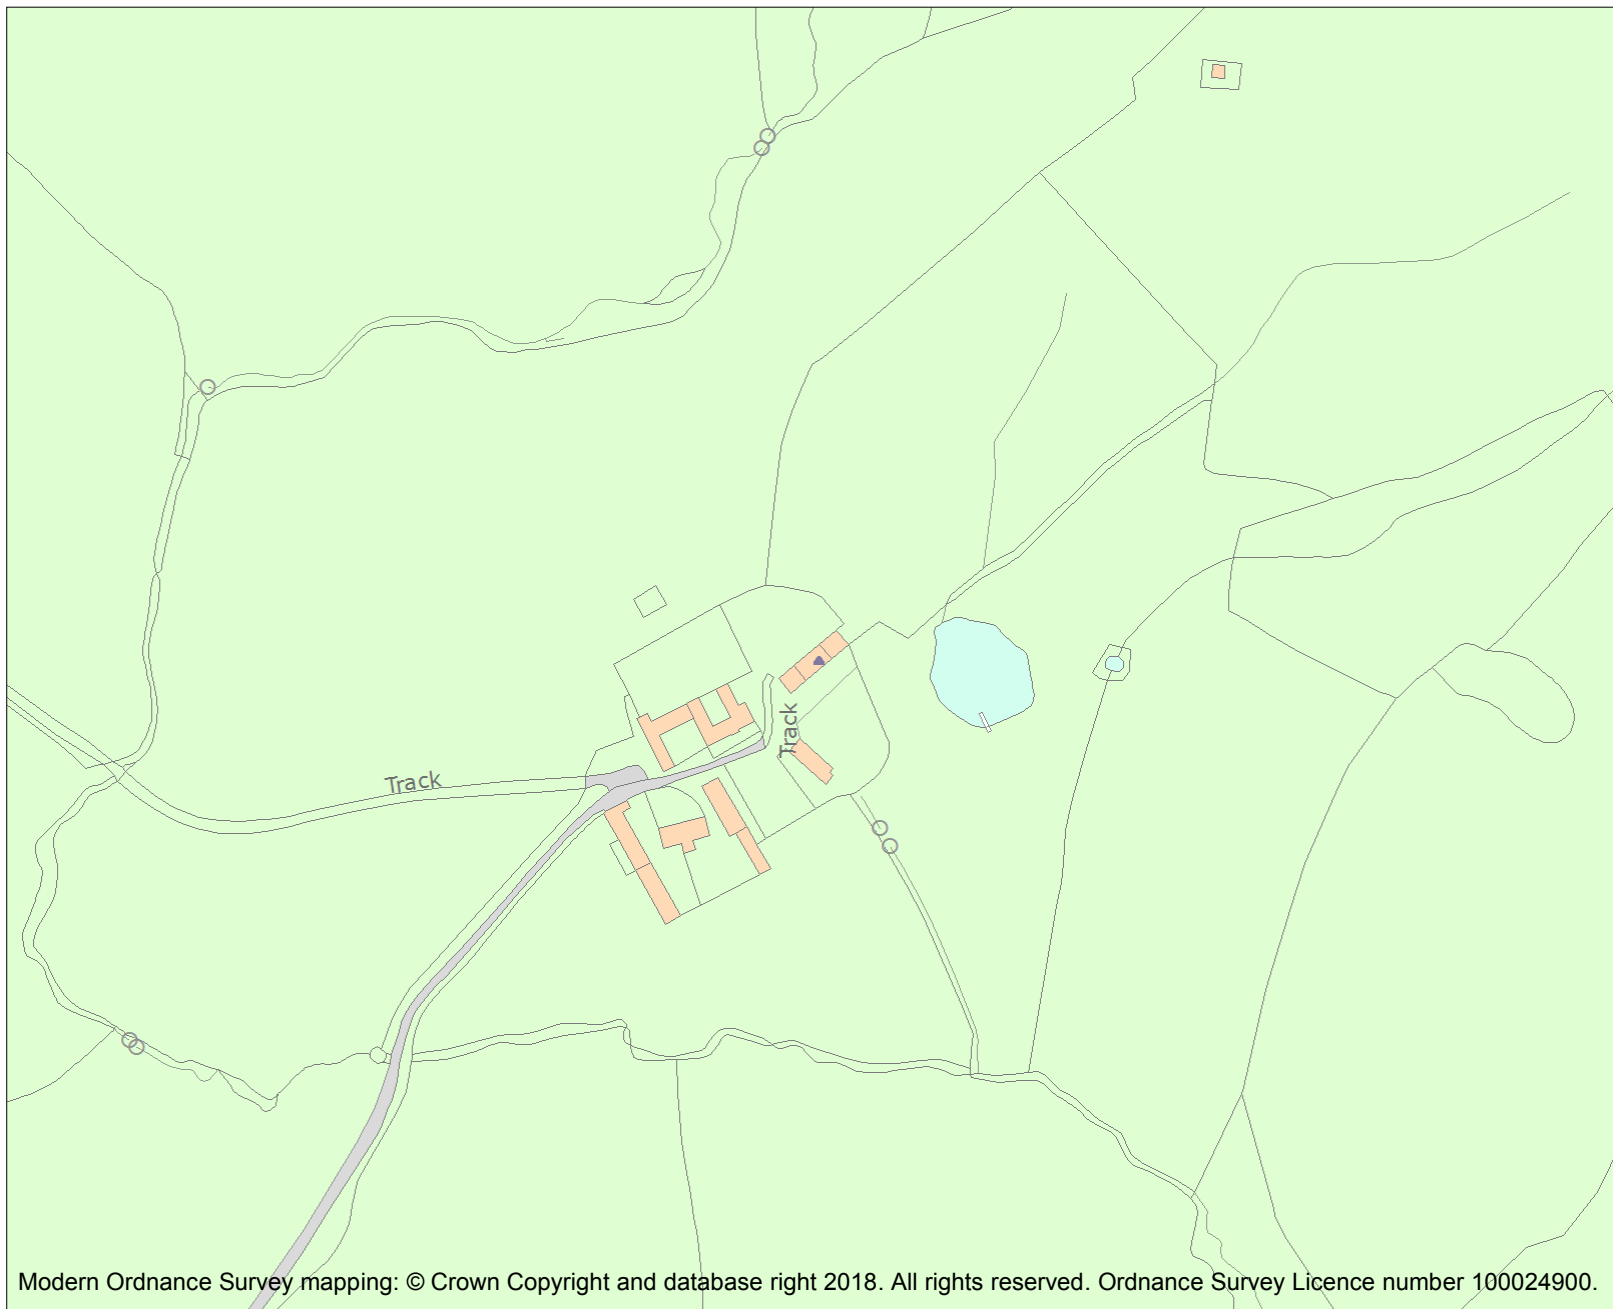 Track
Track
Modern Ordnance Survey mapping: © Crown Copyright and database right 2018. All rights reserved. Ordnance Survey Licence number 100024900.